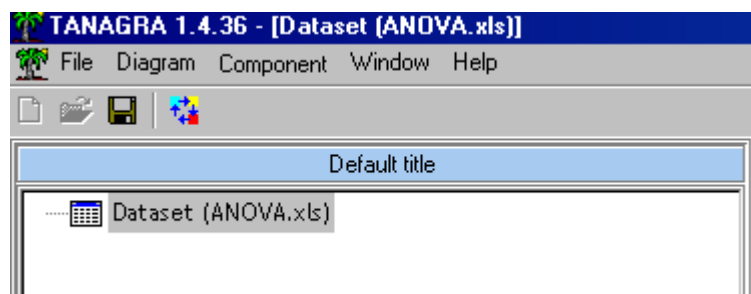 TANAGRA 1.4.36 - [Dataset (ANOVA.xls)]
File Diagram Component Window Help
Default title
Dataset (ANOVA.xls)